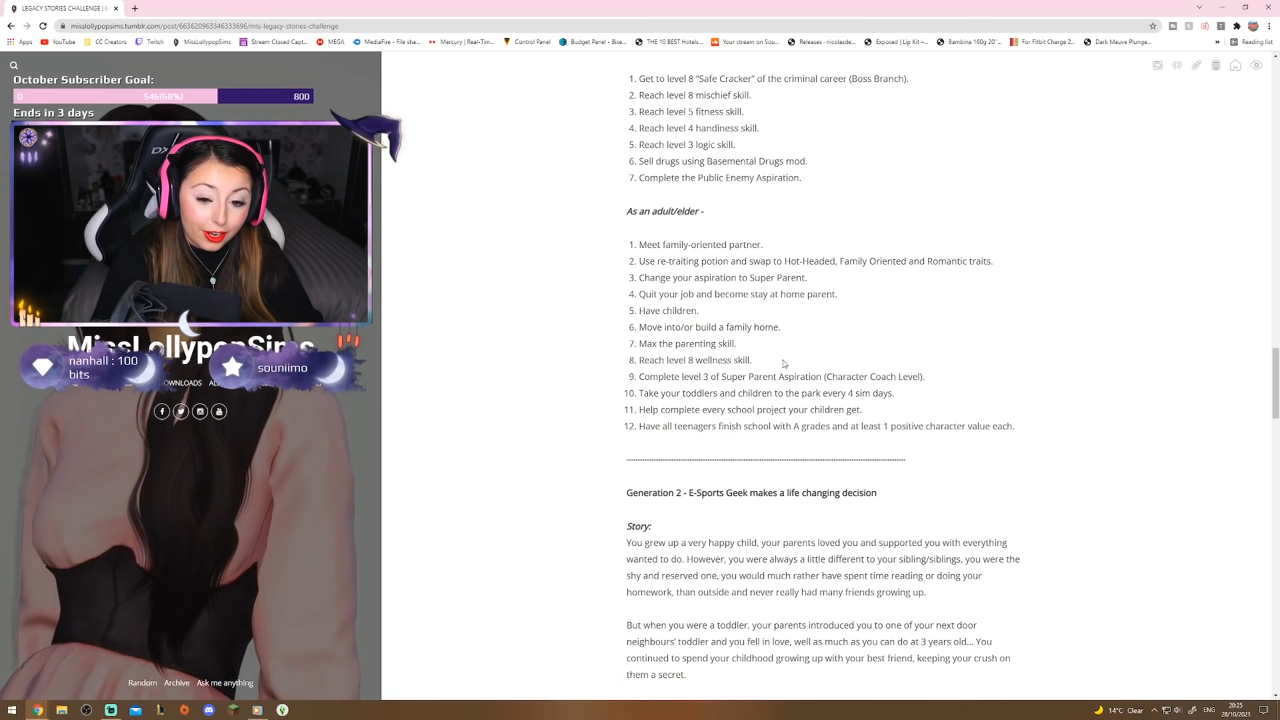 LEGACY STORIES CHALLENGE | M
misslollypopsims.tumblr.com/post/663620963346333696/mls-legacy-stories-challenge
Apps YouTube CC Creators Twitch MissLollypopSims Stream Closed Capt... MEGA MediaFire - File sha... Mercury | Real-Tim... Control Panel Budget Panel - Bise... THE 10 BEST Hotels... Your stream on Sou... Releases · nicolasde... Exposed | Lip Kit –... Bambina 160g 20"... For Fitbit Charge 2... Dark Mauve Plunge... » Reading list
October Subscriber Goal:
0 546(68%) 800
Ends in 3 days
MissLollypopSims
nanhall : 100
bits
souniimo
OWNLOADS
Random Archive Ask me anything
1. Get to level 8 “Safe Cracker” of the criminal career (Boss Branch).
2. Reach level 8 mischief skill.
3. Reach level 5 fitness skill.
4. Reach level 4 handiness skill.
5. Reach level 3 logic skill.
6. Sell drugs using Basemental Drugs mod.
7. Complete the Public Enemy Aspiration.
As an adult/elder -
1. Meet family-oriented partner.
2. Use re-traiting potion and swap to Hot-Headed, Family Oriented and Romantic traits.
3. Change your aspiration to Super Parent.
4. Quit your job and become stay at home parent.
5. Have children.
6. Move into/or build a family home.
7. Max the parenting skill.
8. Reach level 8 wellness skill.
9. Complete level 3 of Super Parent Aspiration (Character Coach Level).
10. Take your toddlers and children to the park every 4 sim days.
11. Help complete every school project your children get.
12. Have all teenagers finish school with A grades and at least 1 positive character value each.
Generation 2 - E-Sports Geek makes a life changing decision
Story:
You grew up a very happy child, your parents loved you and supported you with everything
wanted to do. However, you were always a little different to your sibling/siblings, you were the
shy and reserved one, you would much rather have spent time reading or doing your
homework, than outside and never really had many friends growing up.
But when you were a toddler, your parents introduced you to one of your next door
neighbours’ toddler and you fell in love, well as much as you can do at 3 years old... You
continued to spend your childhood growing up with your best friend, keeping your crush on
them a secret.
14°C Clear
ENG
20:25
28/10/2021